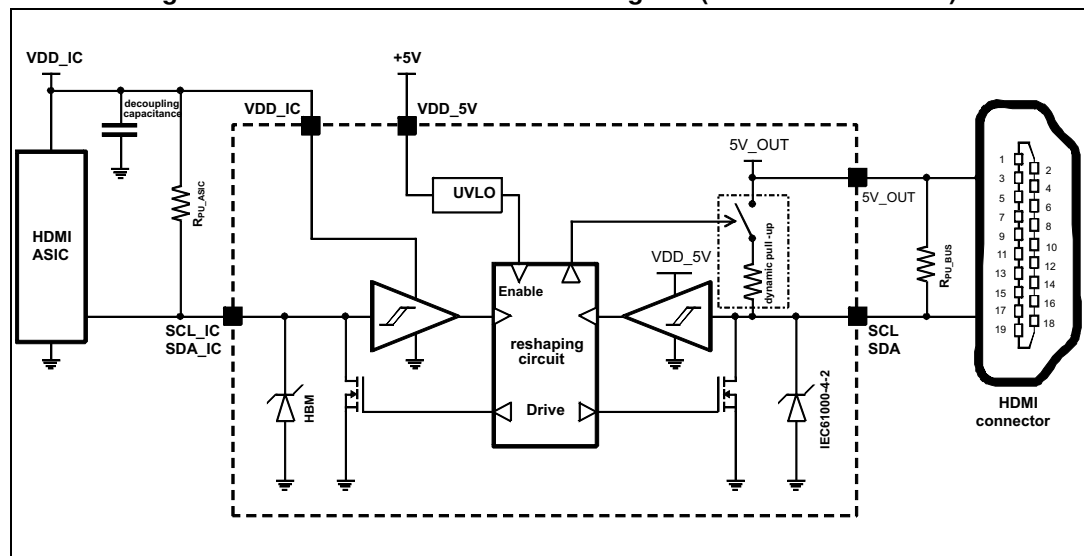 VDD_IC
+5V
decoupling
capacitance
VDD_IC
VDD_5V
5V_OUT
5V_OUT
UVLO
RPU_ASIC
HDMI
ASIC
VDD_5V
dynamic pull-up
RPU_BUS
Enable
reshaping
circuit
Drive
SCL_IC
SDA_IC
SCL
SDA
HBM
IEC61000-4-2
1
2
3
4
5
6
7
8
9
10
11
12
13
14
15
16
17
18
19
HDMI
connector